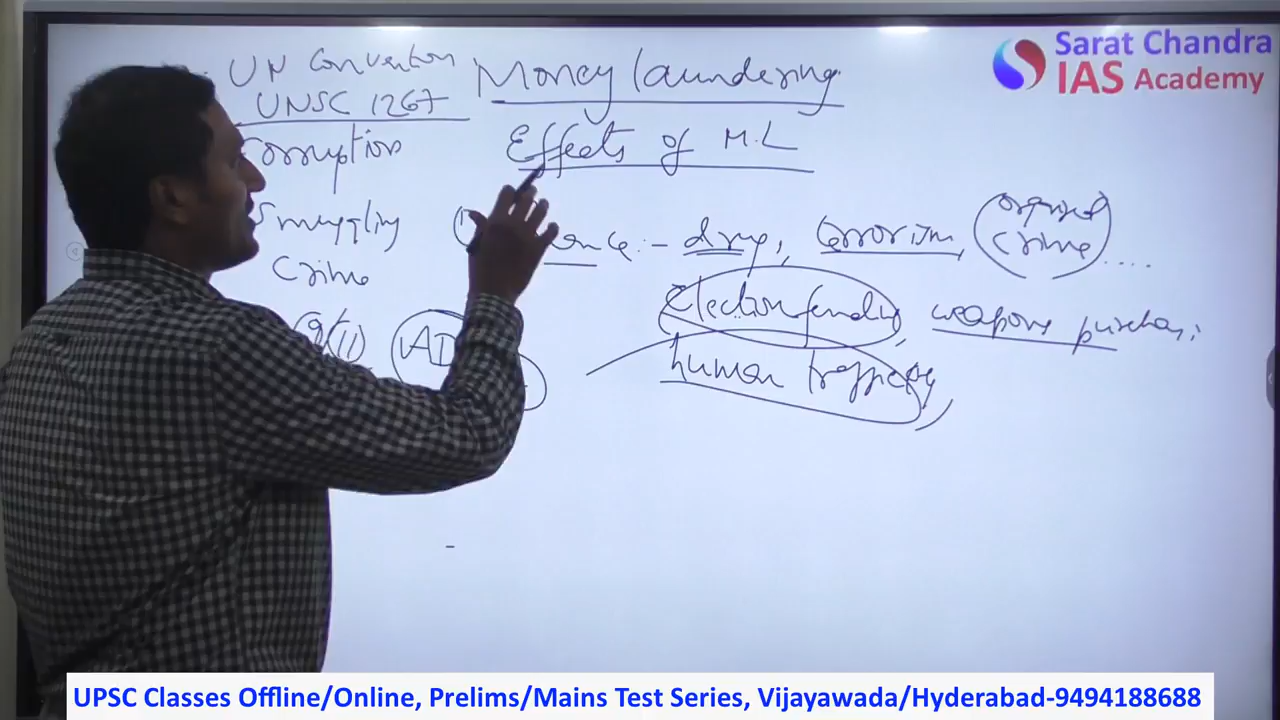 Sarat Chandra
IAS Academy
UN Convention
UNSC 1267
Corruption
Smuggling
Crime
Money laundering
Effects of M.L
:- drug, terrorism, organised
crime ....
Election funding, weapons purchase,
human trafficking,
UPSC Classes Offline/Online, Prelims/Mains Test Series, Vijayawada/Hyderabad-9494188688